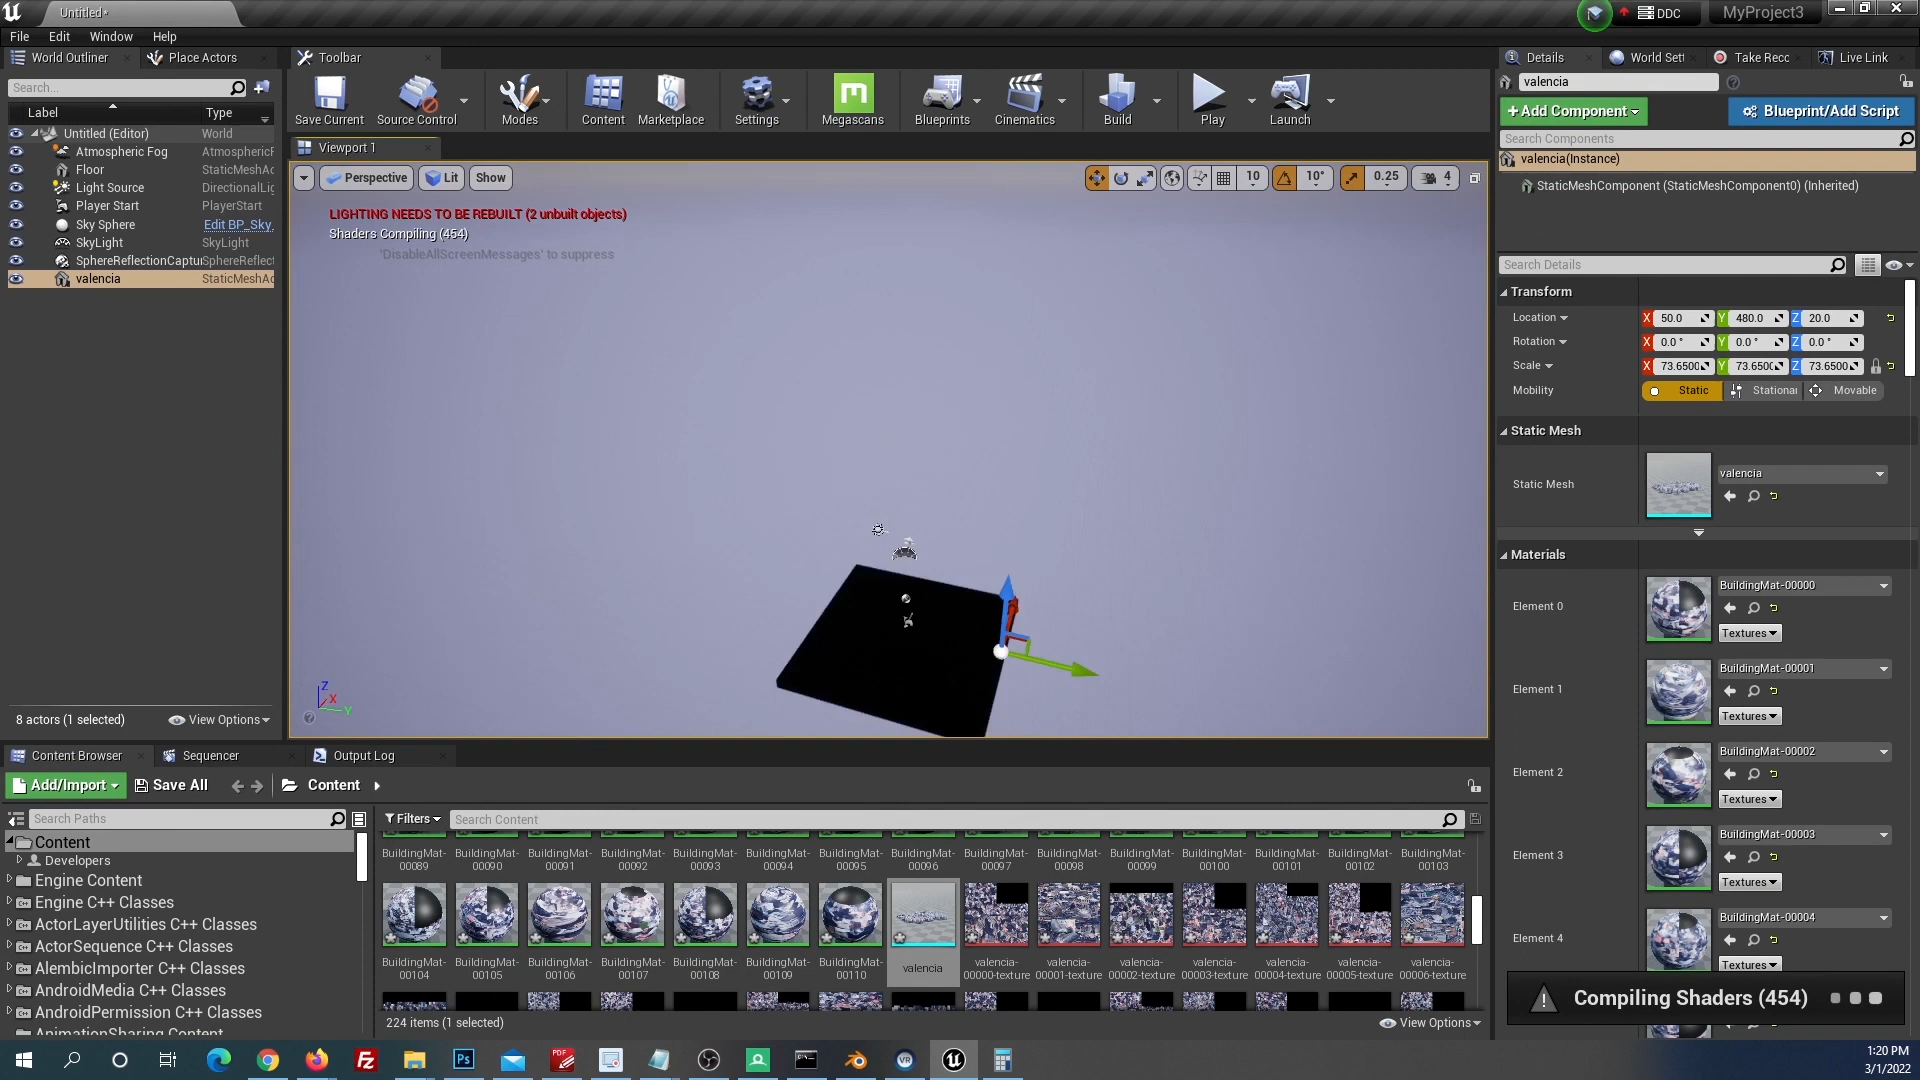 Untitled*
DDC
MyProject3
File Edit Window Help
World Outliner
Place Actors
Toolbar
Details
World Sett
Take Reco
Live Link
Search...
Label
Type
Untitled (Editor) World
Atmospheric Fog AtmosphericF
Floor StaticMeshAc
Light Source DirectionalLig
Player Start PlayerStart
Sky Sphere Edit BP_Sky_
SkyLight SkyLight
SphereReflectionCaptur SphereReflect
valencia StaticMeshAc
8 actors (1 selected)
View Options
Save Current
Source Control
Modes
Content
Marketplace
Settings
Megascans
Blueprints
Cinematics
Build
Play
Launch
Viewport 1
Perspective
Lit
Show
10
10°
0.25
4
LIGHTING NEEDS TO BE REBUILT (2 unbuilt objects)
Shaders Compiling (454)
'DisableAllScreenMessages' to suppress
Z
X
Y
valencia
+Add Component
Blueprint/Add Script
Search Components
valencia(Instance)
StaticMeshComponent (StaticMeshComponent0) (Inherited)
Search Details
Transform
Location X 50.0 Y 480.0 Z 20.0
Rotation X 0.0 ° Y 0.0 ° Z 0.0 °
Scale X 73.6500 Y 73.6500 Z 73.6500
Mobility Static Stationar Movable
Static Mesh
Static Mesh
valencia
Materials
Element 0
BuildingMat-00000
Textures
Element 1
BuildingMat-00001
Textures
Element 2
BuildingMat-00002
Textures
Element 3
BuildingMat-00003
Textures
Element 4
BuildingMat-00004
Textures
Compiling Shaders (454)
Content Browser
Sequencer
Output Log
Add/Import
Save All
Content
Search Paths
Filters
Search Content
Content
Developers
Engine Content
Engine C++ Classes
ActorLayerUtilities C++ Classes
ActorSequence C++ Classes
AlembicImporter C++ Classes
AndroidMedia C++ Classes
AndroidPermission C++ Classes
AnimationSharing Content
BuildingMat-00089
BuildingMat-00090
BuildingMat-00091
BuildingMat-00092
BuildingMat-00093
BuildingMat-00094
BuildingMat-00095
BuildingMat-00096
BuildingMat-00097
BuildingMat-00098
BuildingMat-00099
BuildingMat-00100
BuildingMat-00101
BuildingMat-00102
BuildingMat-00103
BuildingMat-00104
BuildingMat-00105
BuildingMat-00106
BuildingMat-00107
BuildingMat-00108
BuildingMat-00109
BuildingMat-00110
valencia
valencia-00000-texture
valencia-00001-texture
valencia-00002-texture
valencia-00003-texture
valencia-00004-texture
valencia-00005-texture
valencia-00006-texture
224 items (1 selected)
View Options
Fz
Ps
PDF
VR
1:20 PM
3/1/2022